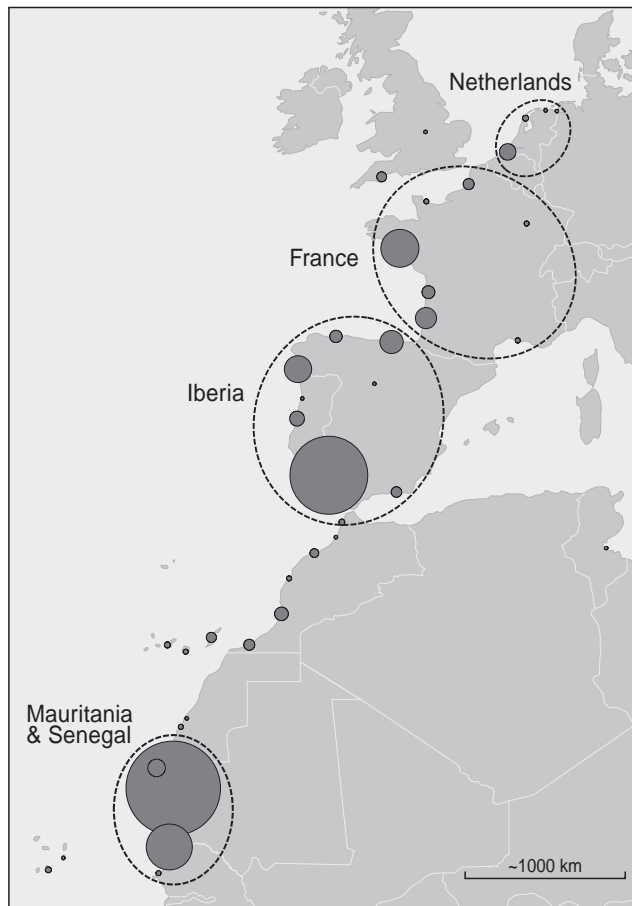 Netherlands
France
Iberia
Mauritania
& Senegal
~1000 km